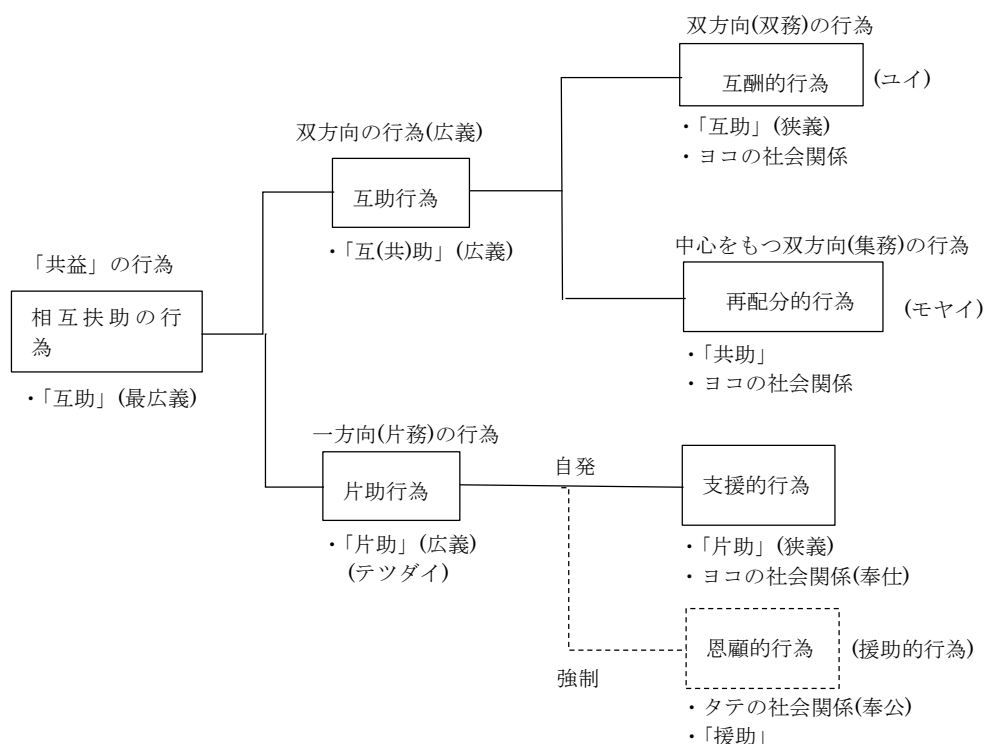 双方向(双務)の行為
互酬的行為
(ユイ)
・「互助」(狭義)
・ヨコの社会関係
双方向の行為(広義)
互助行為
・「互(共)助」(広義)
中心をもつ双方向(集務)の行為
再配分的行為
(モヤイ)
・「共助」
・ヨコの社会関係
「共益」の行為
相互扶助の行
為
・「互助」(最広義)
一方向(片務)の行為
片助行為
・「片助」(広義)
(テツダイ)
自発
支援的行為
・「片助」(狭義)
・ヨコの社会関係(奉仕)
強制
恩顧的行為
(援助的行為)
・タテの社会関係(奉公)
・「援助」